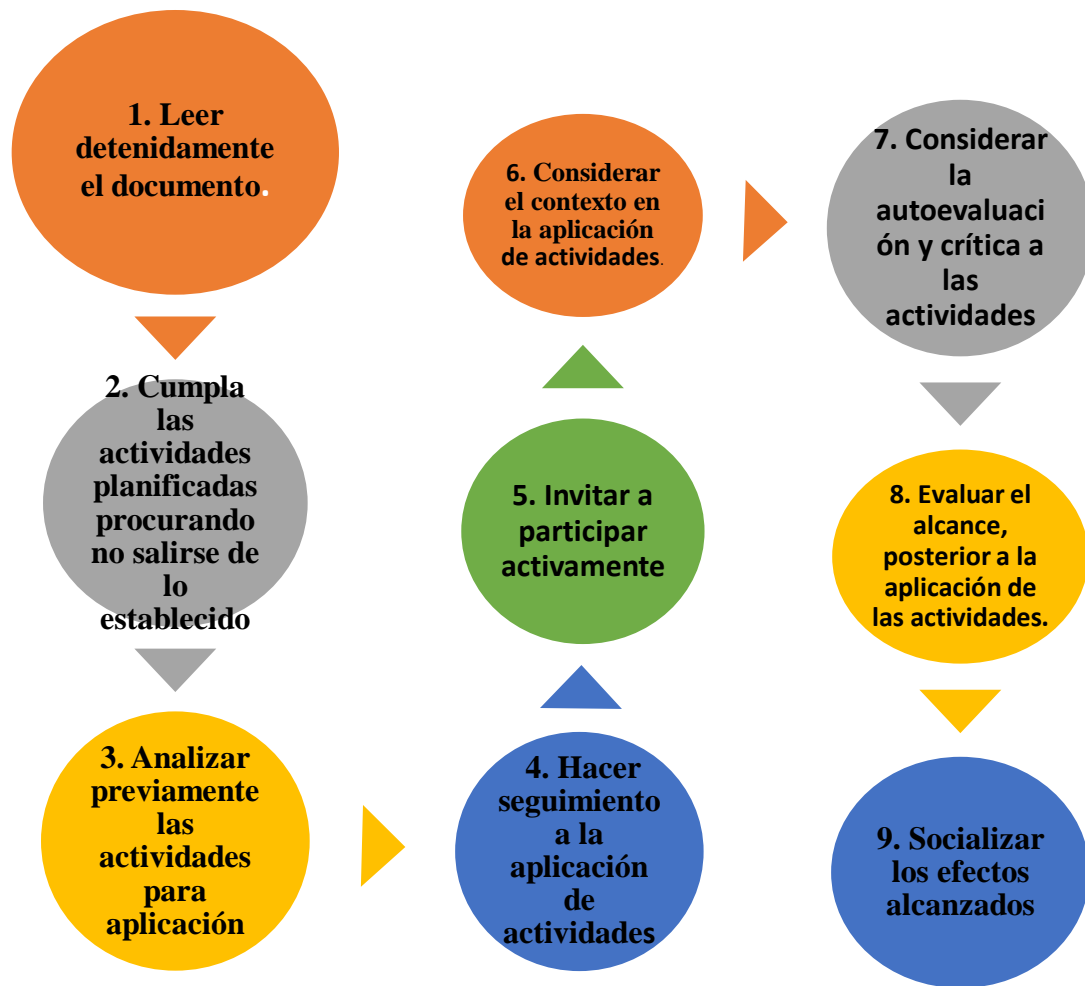 1. Leer
detenidamente
el documento.
2. Cumpla
las
actividades
planificadas
procurando
no salirse de
lo
establecido
3. Analizar
previamente
las
actividades
para
aplicación
4. Hacer
seguimiento
a la
aplicación
de
actividades
5. Invitar a
participar
activamente
6. Considerar
el contexto en
la aplicación
de actividades.
7. Considerar
la
autoevaluaci
ón y crítica a
las
actividades
8. Evaluar el
alcance,
posterior a la
aplicación de
las actividades.
9. Socializar
los efectos
alcanzados